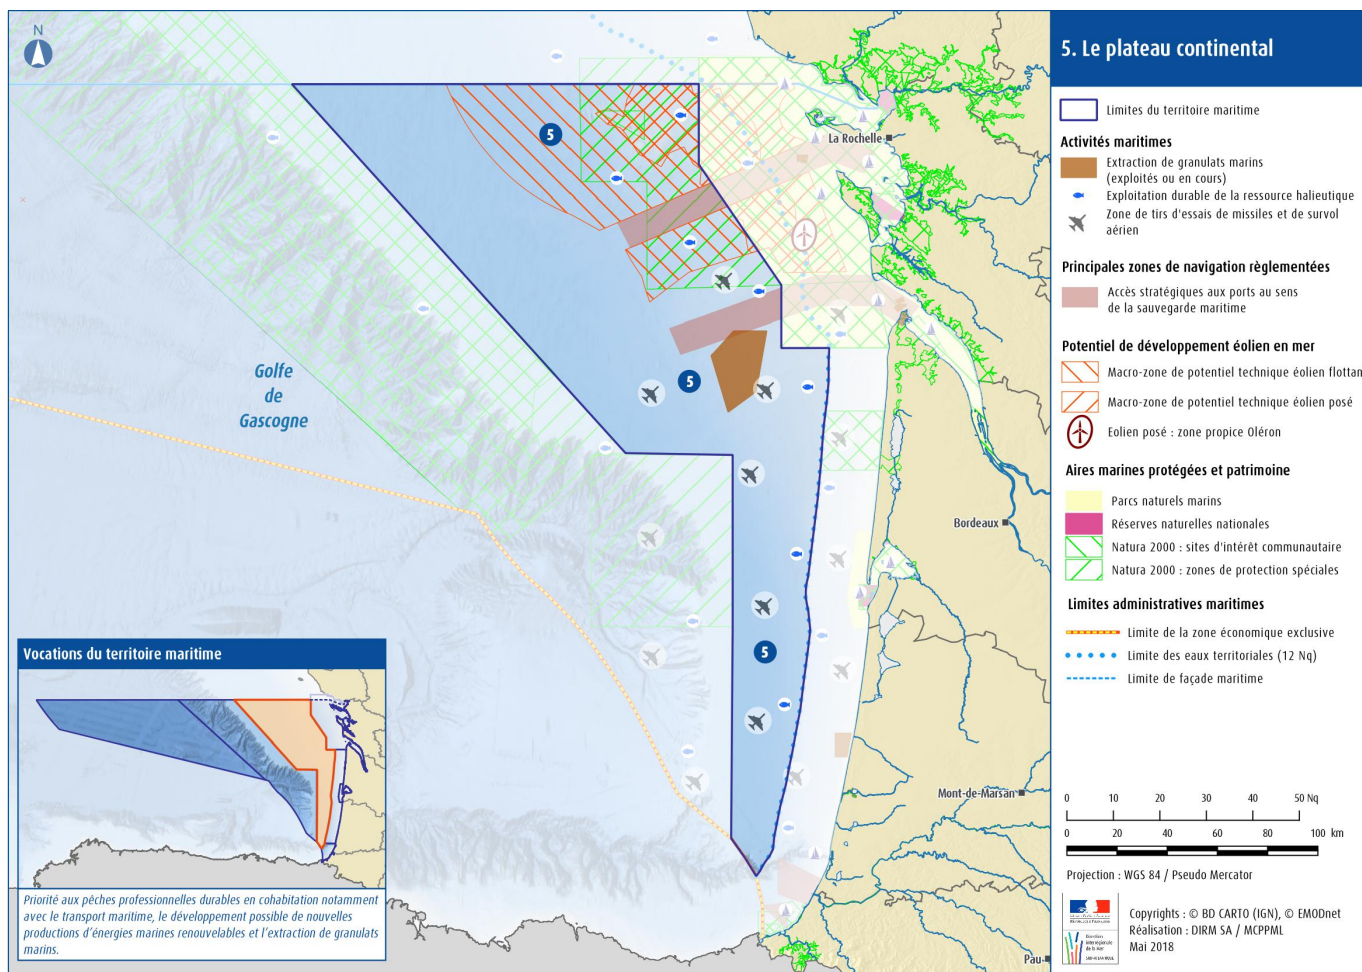 N
5. Le plateau continental
Limites du territoire maritime
Activités maritimes
Extraction de granulats marins
(exploités ou en cours)
Exploitation durable de la ressource halieutique
Zone de tirs d'essais de missiles et de survol
aérien
Principales zones de navigation règlementées
Accès stratégiques aux ports au sens
de la sauvegarde maritime
Potentiel de développement éolien en mer
Macro-zone de potentiel technique éolien flottan
Macro-zone de potentiel technique éolien posé
Eolien posé : zone propice Oléron
Aires marines protégées et patrimoine
Parcs naturels marins
Réserves naturelles nationales
Natura 2000 : sites d'intérêt communautaire
Natura 2000 : zones de protection spéciales
Limites administratives maritimes
Limite de la zone économique exclusive
Limite des eaux territoriales (12 Nq)
Limite de façade maritime
0 10 20 30 40 50 Nq
0 20 40 60 80 100 km
Projection : WGS 84 / Pseudo Mercator
Copyrights : © BD CARTO (IGN), © EMODnet
Réalisation : DIRM SA / MCPPML
Mai 2018
5
La Rochelle
5
Golfe
de
Gascogne
Bordeaux
5
Mont-de-Marsan
Pau
Vocations du territoire maritime
Priorité aux pêches professionnelles durables en cohabitation notamment
avec le transport maritime, le développement possible de nouvelles
productions d'énergies marines renouvelables et l'extraction de granulats
marins.